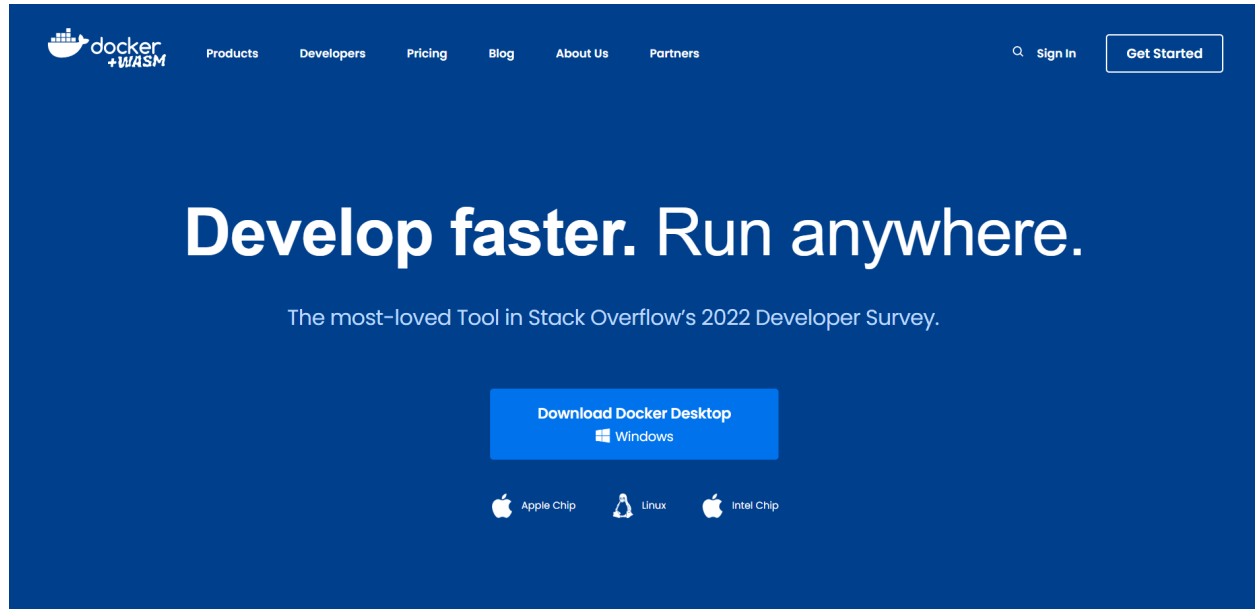 docker
+WASM
Products Developers Pricing Blog About Us Partners Sign In Get Started
Develop faster. Run anywhere.
The most-loved Tool in Stack Overflow's 2022 Developer Survey.
Download Docker Desktop
Windows
Apple Chip Linux Intel Chip